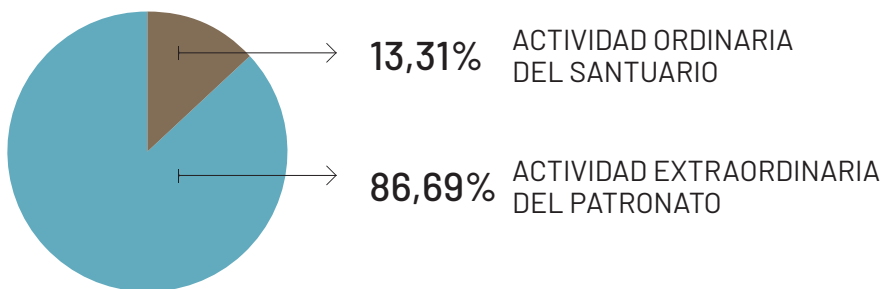 13,31% ACTIVIDAD ORDINARIA
DEL SANTUARIO
86,69% ACTIVIDAD EXTRAORDINARIA
DEL PATRONATO